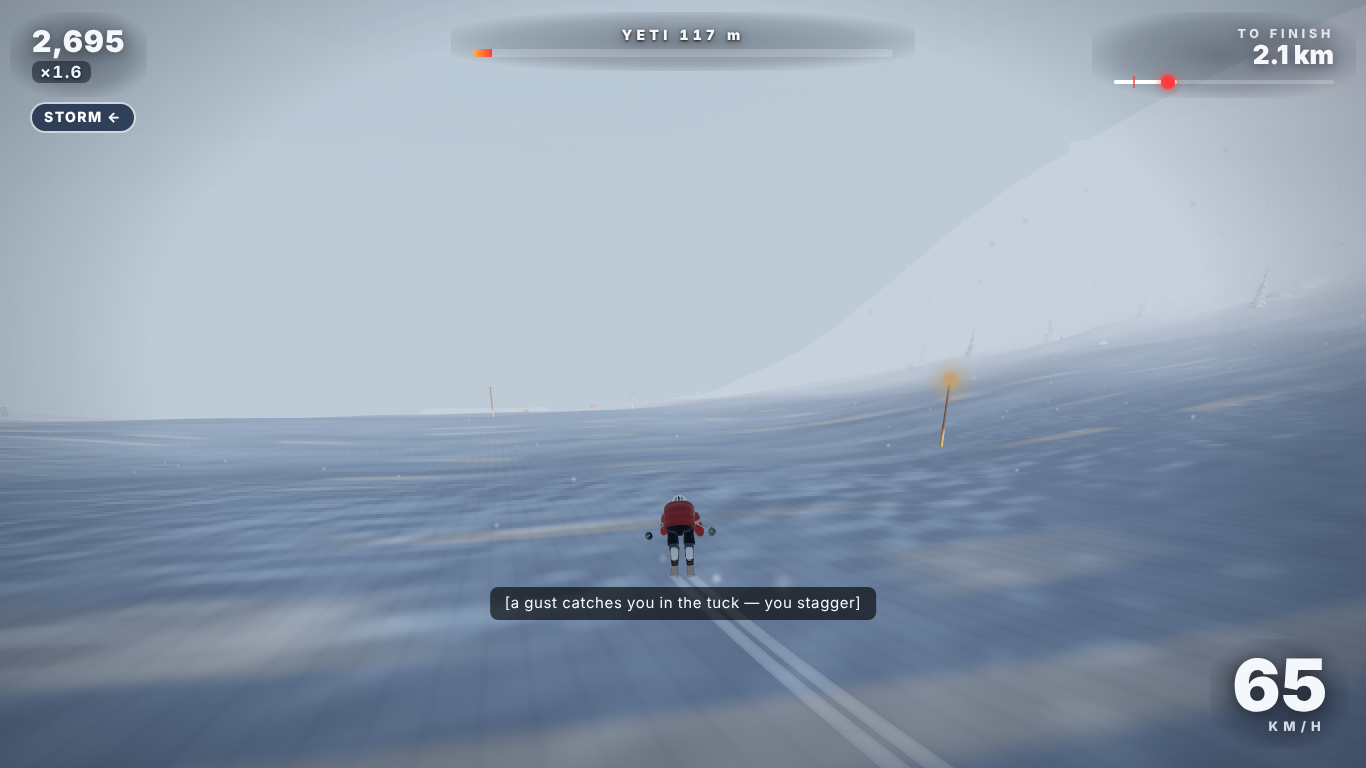 2,695
×1.6
STORM ←
YETI 117 m
TO FINISH
2.1 km
[a gust catches you in the tuck — you stagger]
65
KM/H